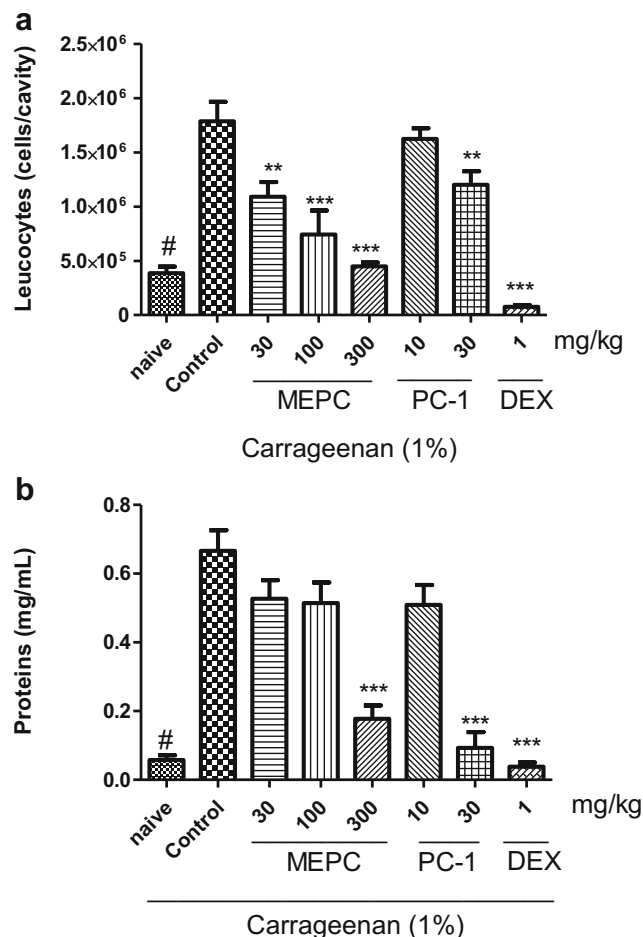 a
Leucocytes (cells/cavity)
2.5×10⁶
2.0×10⁶
1.5×10⁶
1.0×10⁶
5.0×10⁵
0
#
**
***
***
**
***
naive Control 30 100 300 10 30 1 mg/kg
MEPC PC-1 DEX
Carrageenan (1%)
b
Proteins (mg/mL)
0.8
0.6
0.4
0.2
0.0
#
***
***
***
naive Control 30 100 300 10 30 1 mg/kg
MEPC PC-1 DEX
Carrageenan (1%)